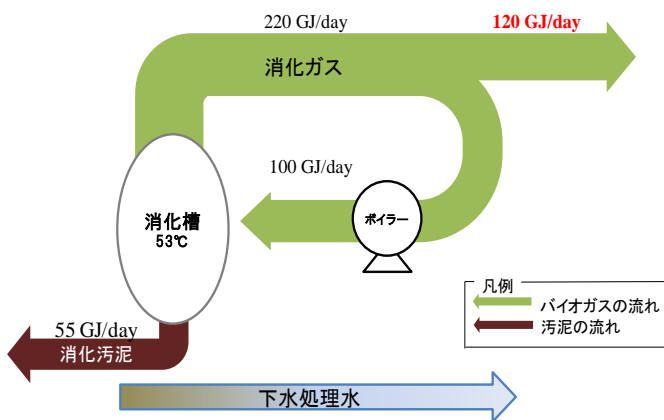 220 GJ/day
120 GJ/day
消化ガス
100 GJ/day
消化槽
53℃
ボイラー
凡例
バイオガスの流れ
汚泥の流れ
55 GJ/day
消化汚泥
下水処理水